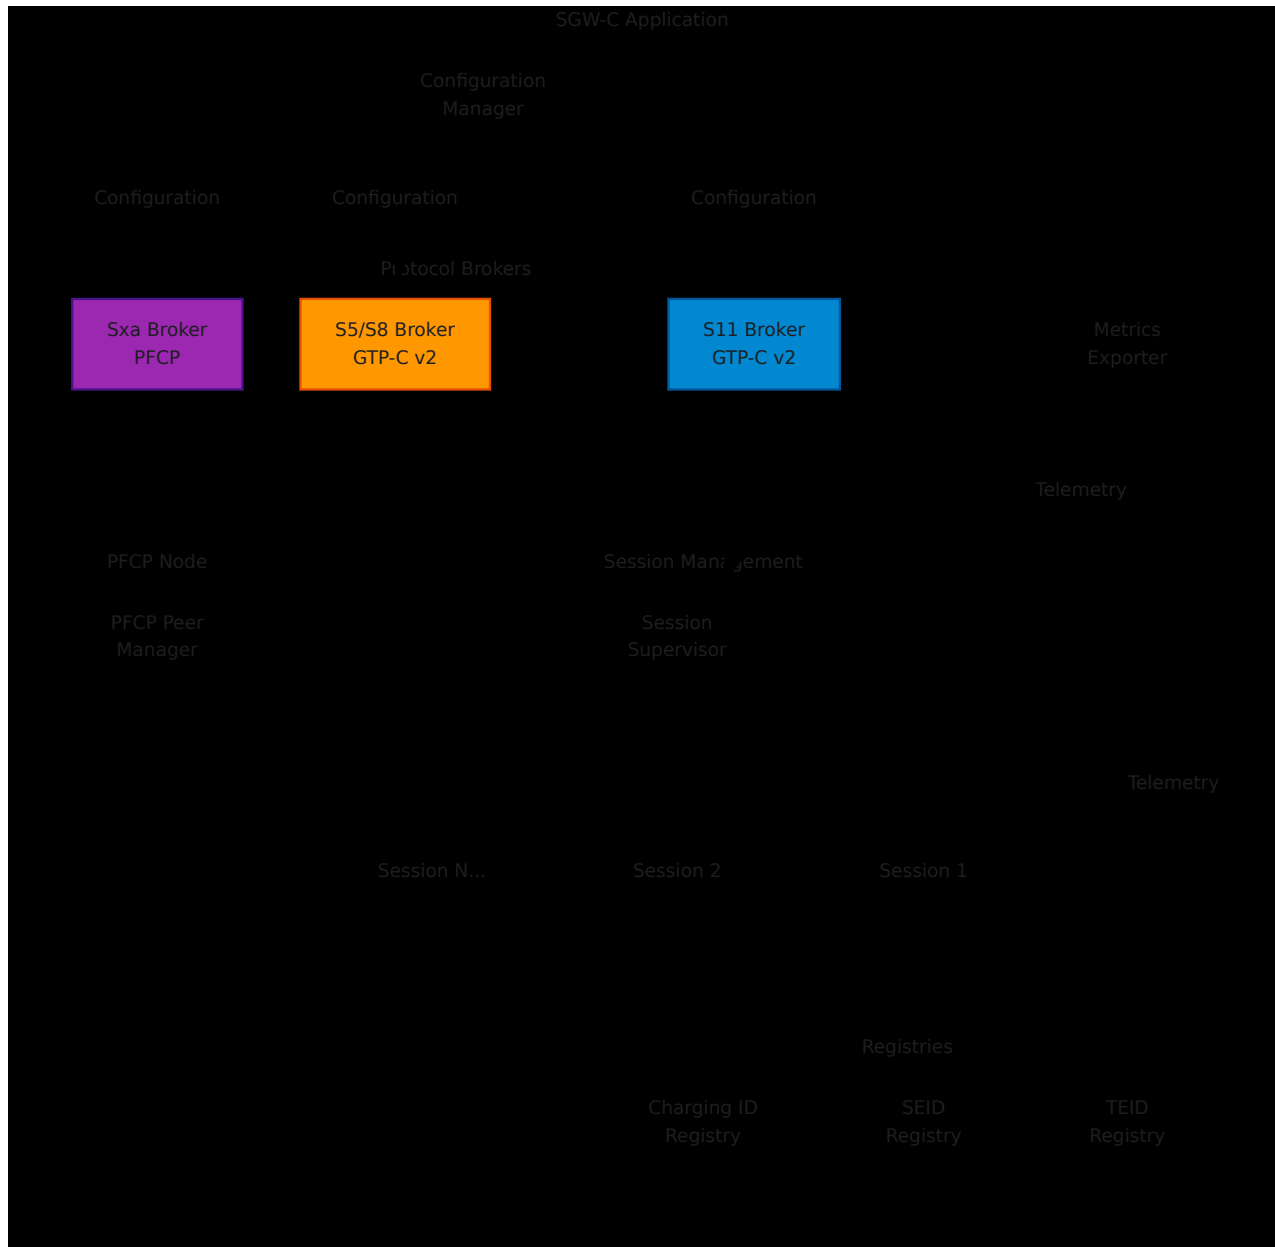 SGW-C Application
Configuration
Manager
Configuration
Configuration
Configuration
Protocol Brokers
Sxa Broker
PFCP
S5/S8 Broker
GTP-C v2
S11 Broker
GTP-C v2
Metrics
Exporter
Telemetry
PFCP Node
Session Management
PFCP Peer
Manager
Session
Supervisor
Telemetry
Session N...
Session 2
Session 1
Registries
Charging ID
Registry
SEID
Registry
TEID
Registry